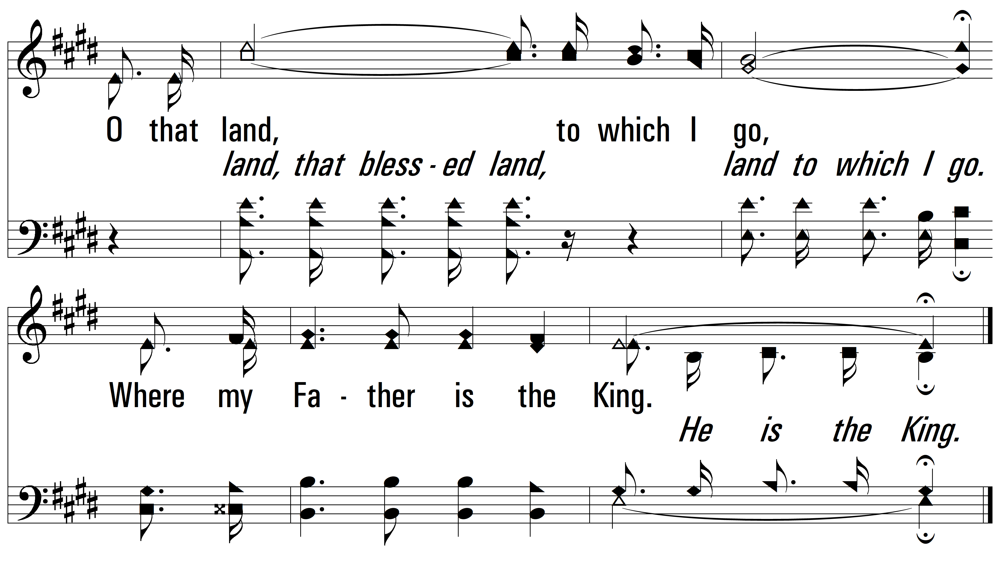 O that land, to which I go,
land, that bless - ed land, land to which I go.
Where my Fa - ther is the King.
He is the King.